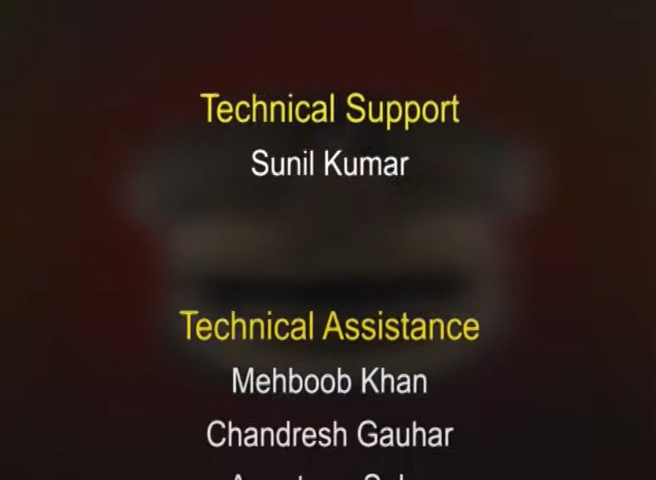 Technical Support
Sunil Kumar
Technical Assistance
Mehboob Khan
Chandresh Gauhar